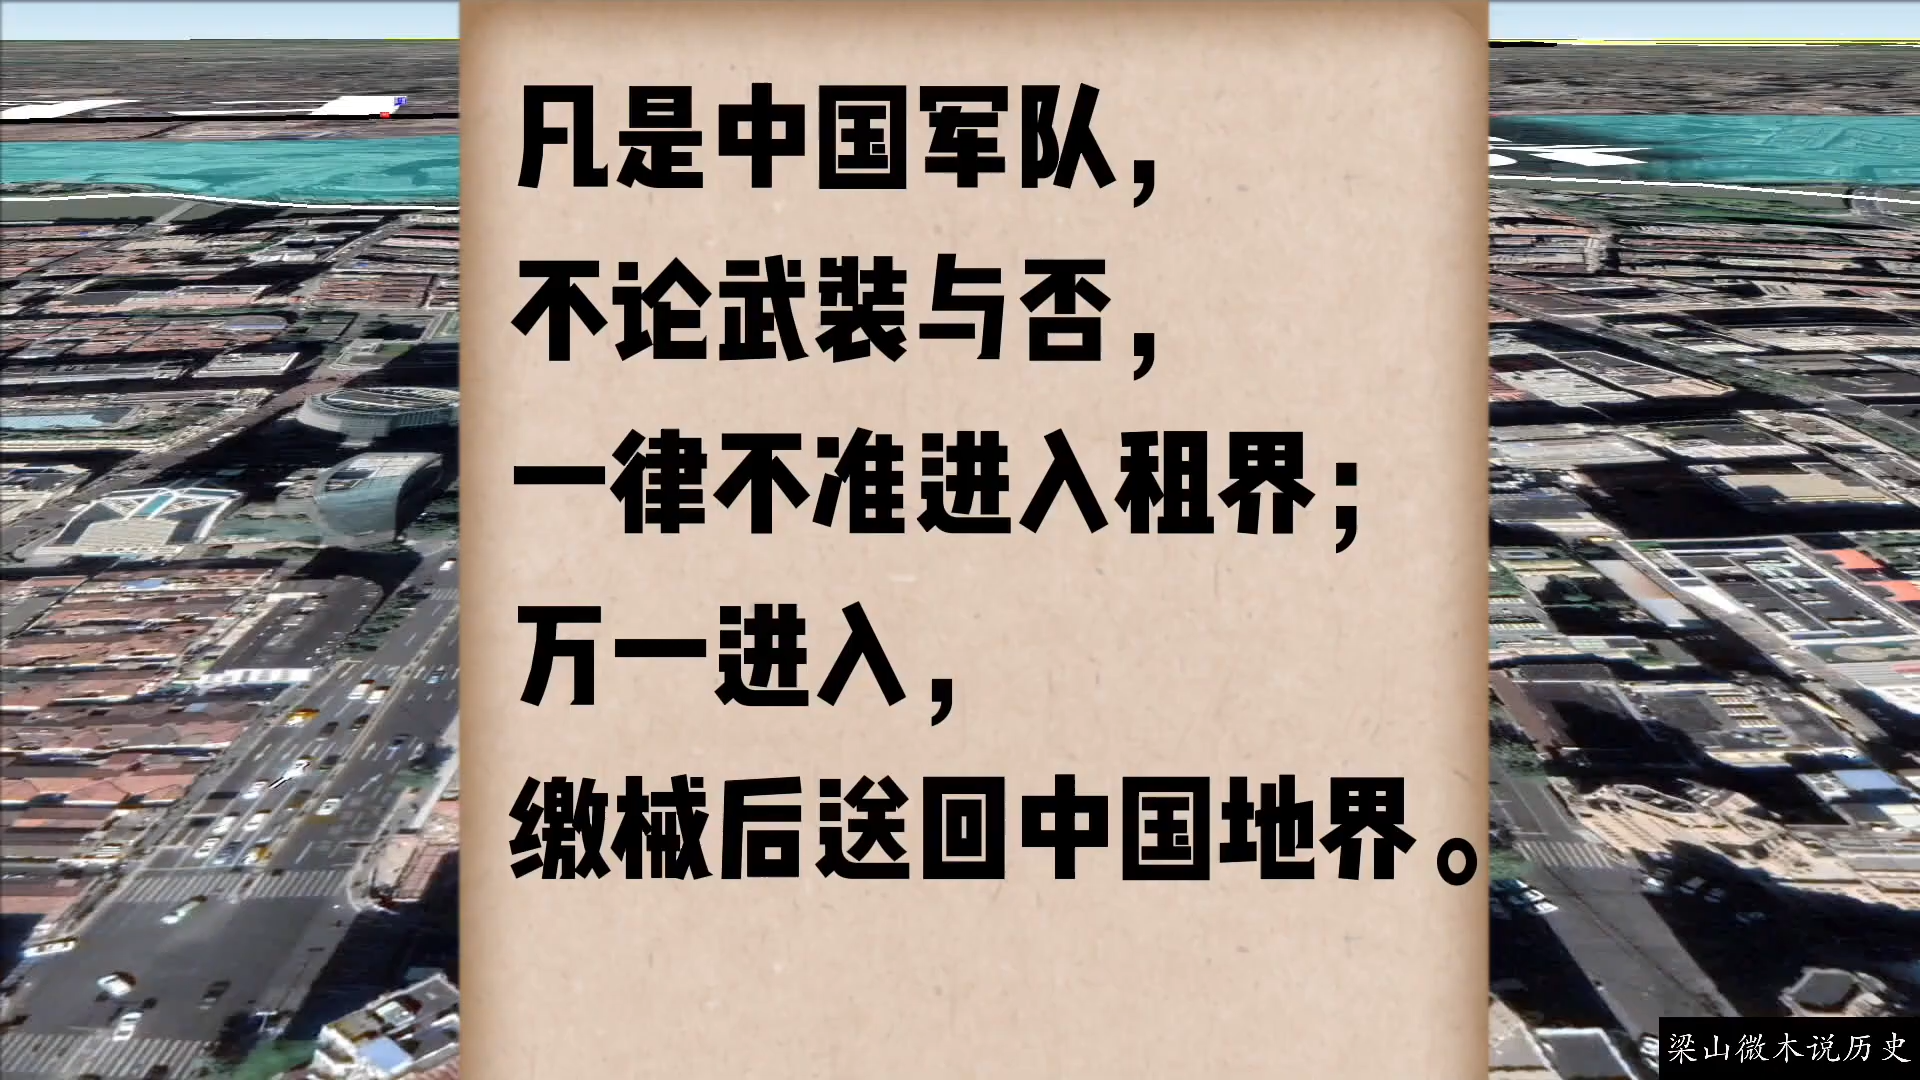 凡是中国军队，
不论武装与否，
一律不准进入租界；
万一进入，
缴械后送回中国地界。
梁山微木说历史